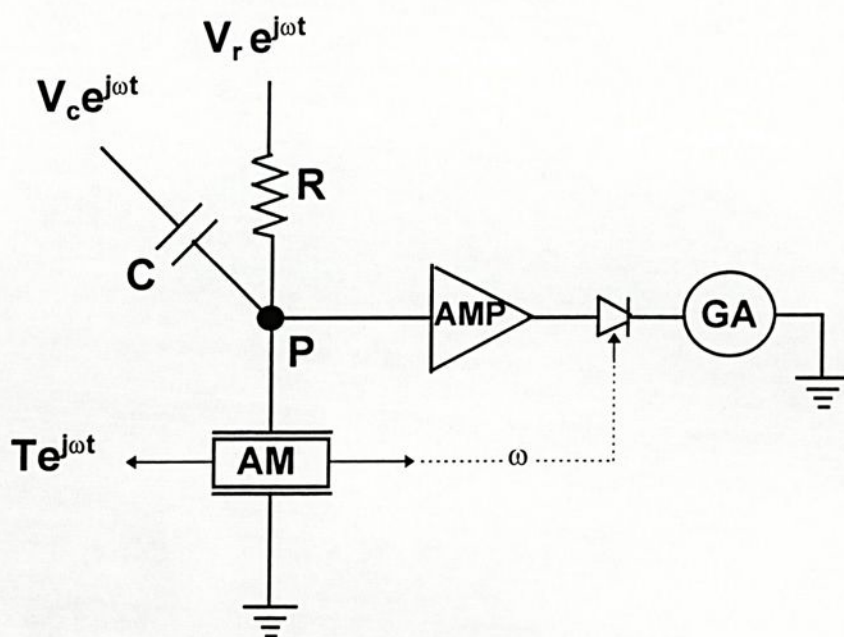 V_r e^{jωt}
V_c e^{jωt}
R
C
AMP
GA
P
Te^{jωt}
AM
ω